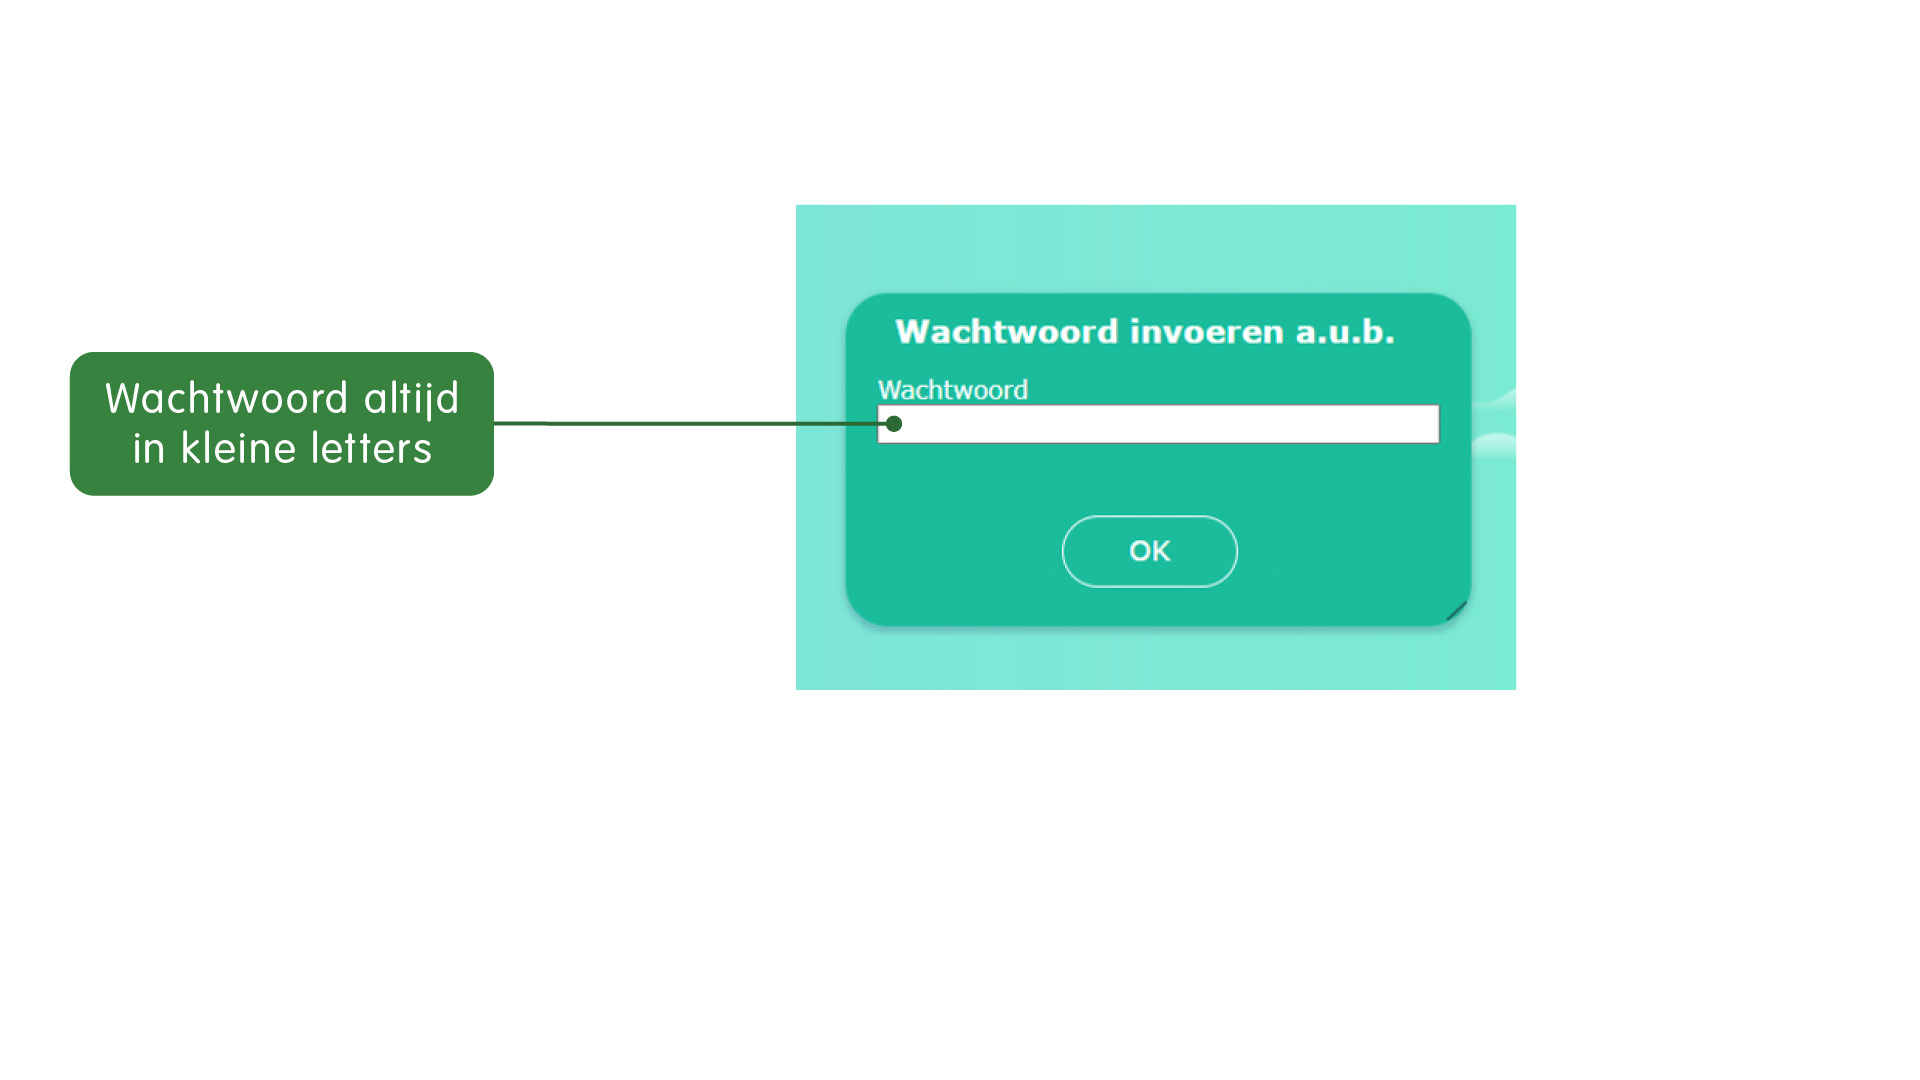 Wachtwoord altijd
in kleine letters
Wachtwoord invoeren a.u.b.
Wachtwoord
OK